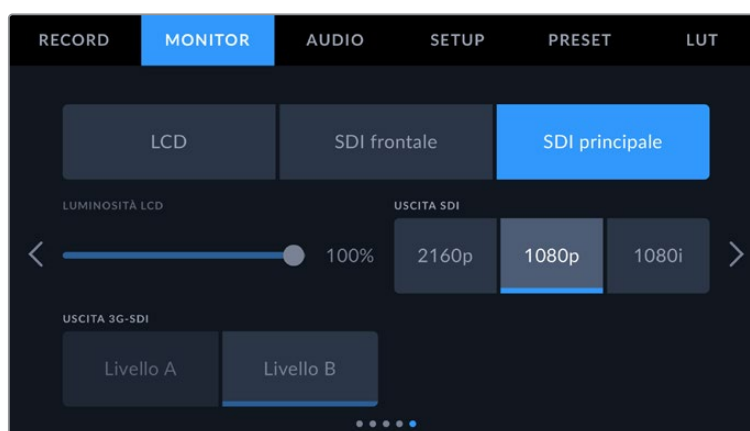 RECORD MONITOR AUDIO SETUP PRESET LUT
LCD SDI frontale SDI principale
LUMINOSITÀ LCD USCITA SDI
100% 2160p 1080p 1080i
USCITA 3G-SDI
Livello A Livello B